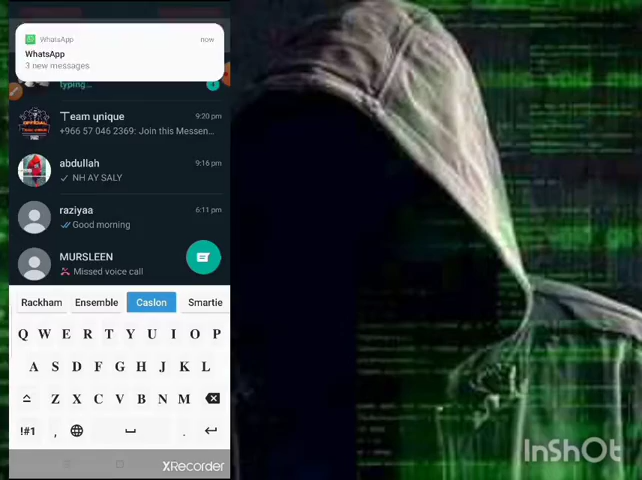 WhatsApp now
WhatsApp
3 new messages
typing...
Team ųnique 9:20 pm
+966 57 046 2369: Join this Messen...
abdullah 9:16 pm
NH AY SALY
raziyaa 6:11 pm
Good morning
MURSLEEN
Missed voice call
Rackham Ensemble Caslon Smartie
Q W E R T Y U I O P
A S D F G H J K L
Z X C V B N M
!#1 , .
XRecorder
InShOt